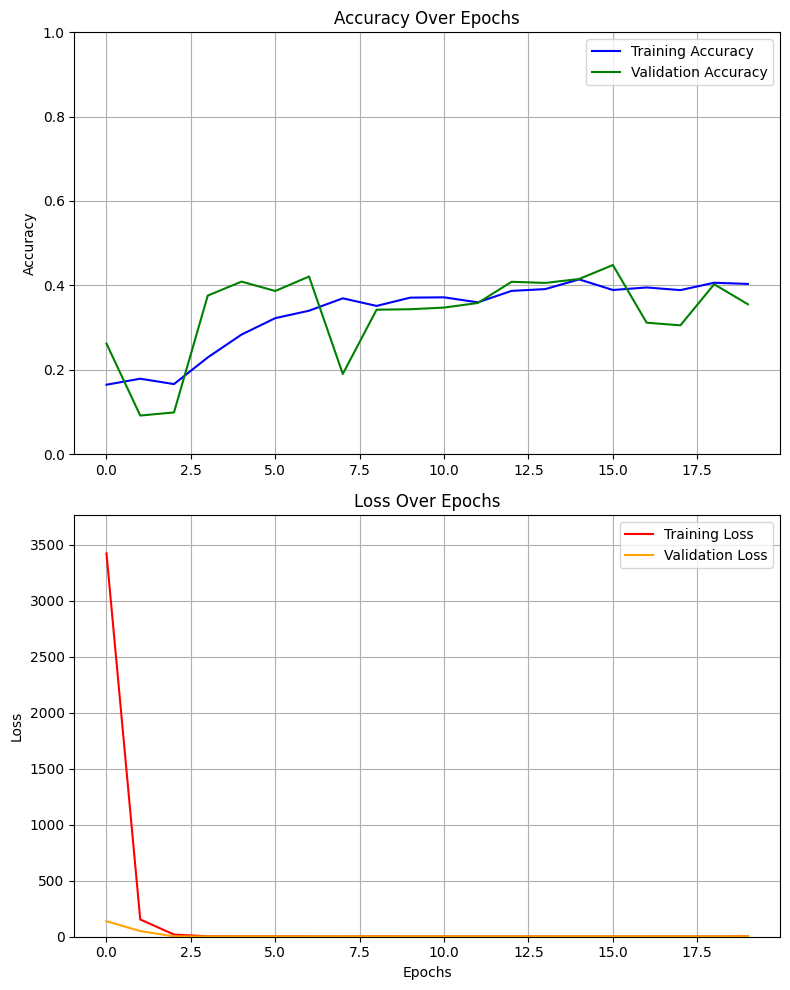 Accuracy Over Epochs
1.0
0.8
0.6
0.4
0.2
0.0
Accuracy
Training Accuracy
Validation Accuracy
0.0 2.5 5.0 7.5 10.0 12.5 15.0 17.5
Loss Over Epochs
3500
3000
2500
2000
1500
1000
500
0
Loss
Training Loss
Validation Loss
0.0 2.5 5.0 7.5 10.0 12.5 15.0 17.5
Epochs